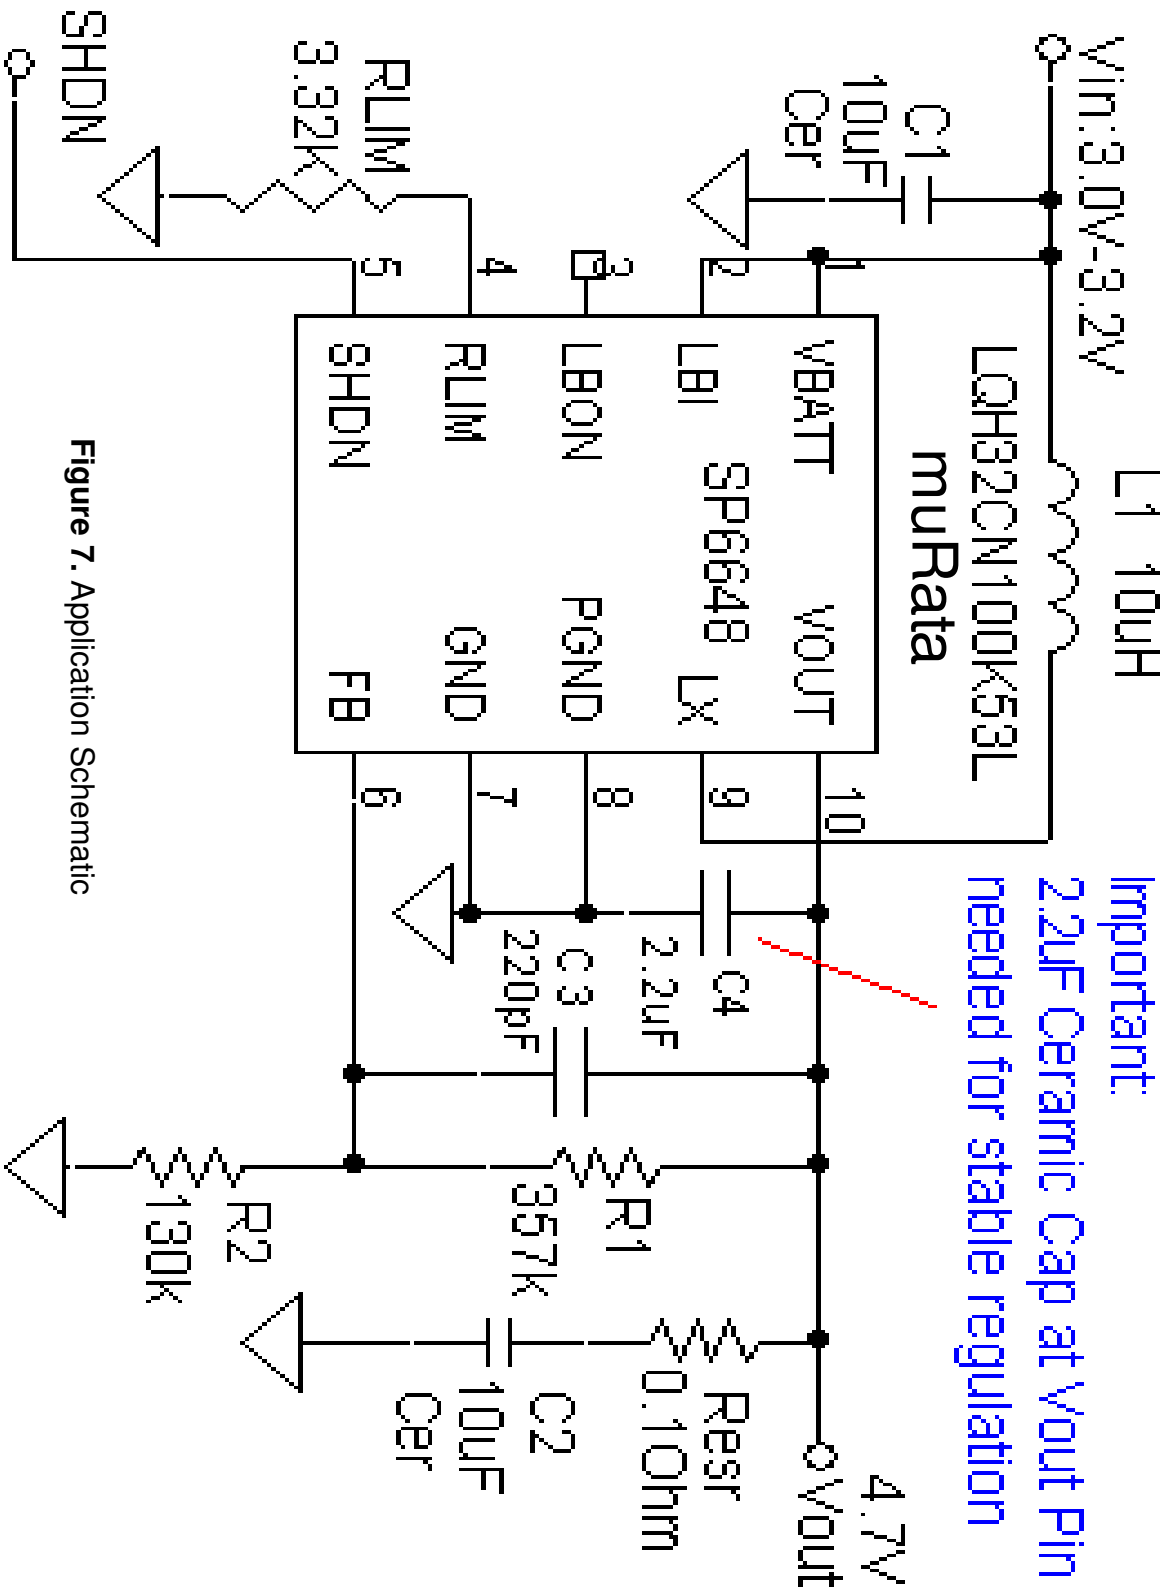 Vin:3.0V-3.2V
L1 10uH
LQH32CN100K53L
muRata
C1
10uF
Cer
Important:
2.2uF Ceramic Cap at Vout Pin
needed for stable regulation
1
VBATT
VOUT
10
SP6648
2
LBI
LX
9
3
LBON
PGND
8
4
RLIM
GND
7
5
SHDN
FB
6
RLIM
3.32K
SHDN
C4
2.2uF
C3
220pF
R1
357k
R2
130k
Resr
0.1Ohm
C2
10uF
Cer
4.7V
Vout
Figure 7. Application Schematic